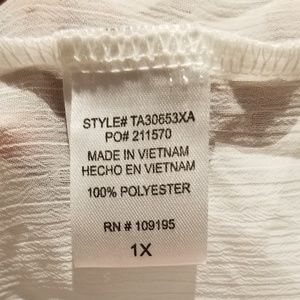 STYLE# TA30653XA
PO# 211570
MADE IN VIETNAM
HECHO EN VIETNAM
100% POLYESTER
RN # 109195
1X